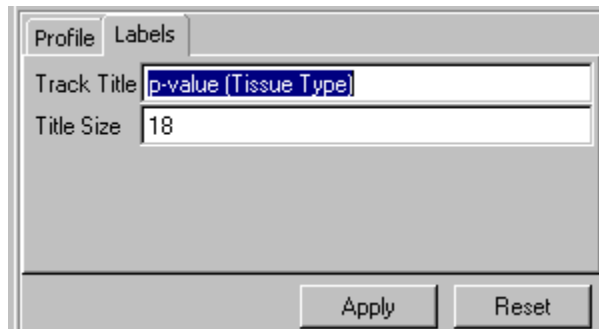 Profile Labels
Track Title p-value (Tissue Type)
Title Size 18
Apply Reset